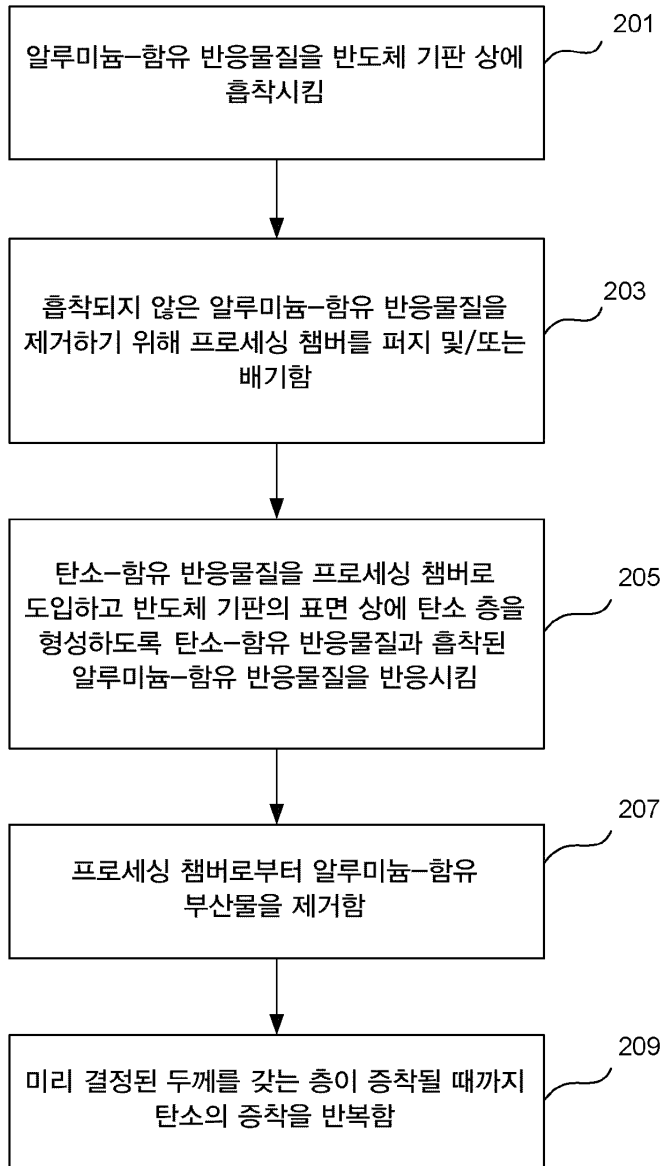 알루미늄-함유 반응물질을 반도체 기판 상에
흡착시킴
201
흡착되지 않은 알루미늄-함유 반응물질을
제거하기 위해 프로세싱 챔버를 퍼지 및/또는
배기함
203
탄소-함유 반응물질을 프로세싱 챔버로
도입하고 반도체 기판의 표면 상에 탄소 층을
형성하도록 탄소-함유 반응물질과 흡착된
알루미늄-함유 반응물질을 반응시킴
205
프로세싱 챔버로부터 알루미늄-함유
부산물을 제거함
207
미리 결정된 두께를 갖는 층이 증착될 때까지
탄소의 증착을 반복함
209